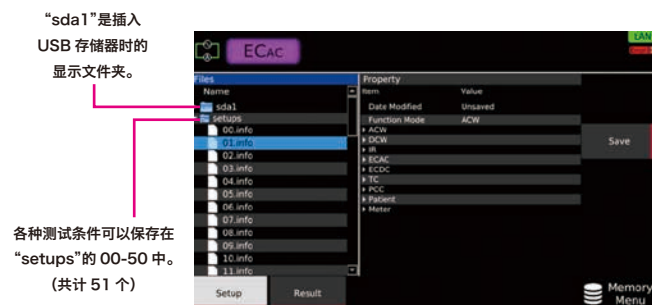 “sda1”是插入
USB 存储器时的
显示文件夹。
各种测试条件可以保存在
“setups”的 00-50 中。
（共计 51 个）
ECAC
LAN
Files
Name
sda1
setups
00.info
01.info
02.info
03.info
04.info
05.info
06.info
07.info
08.info
09.info
10.info
11.info
Setup Result
Property
Item Value
Date Modified Unsaved
Function Mode ACW
ACW
DCW
IR
ECAC
ECDC
TC
PCC
Patient
Meter
Save
Memory
Menu